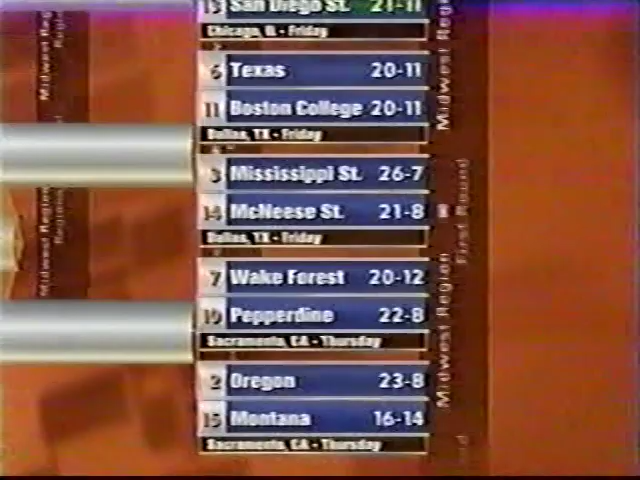 13 San Diego St. 21-11
Chicago, IL - Friday
6 Texas 20-11
11 Boston College 20-11
Dallas, TX - Friday
3 Mississippi St. 26-7
14 McNeese St. 21-8
Dallas, TX - Friday
7 Wake Forest 20-12
10 Pepperdine 22-8
Sacramento, CA - Thursday
2 Oregon 23-8
15 Montana 16-14
Sacramento, CA - Thursday
Midwest Region
First Round
Midwest Region
Midwest Region
Midwest Region